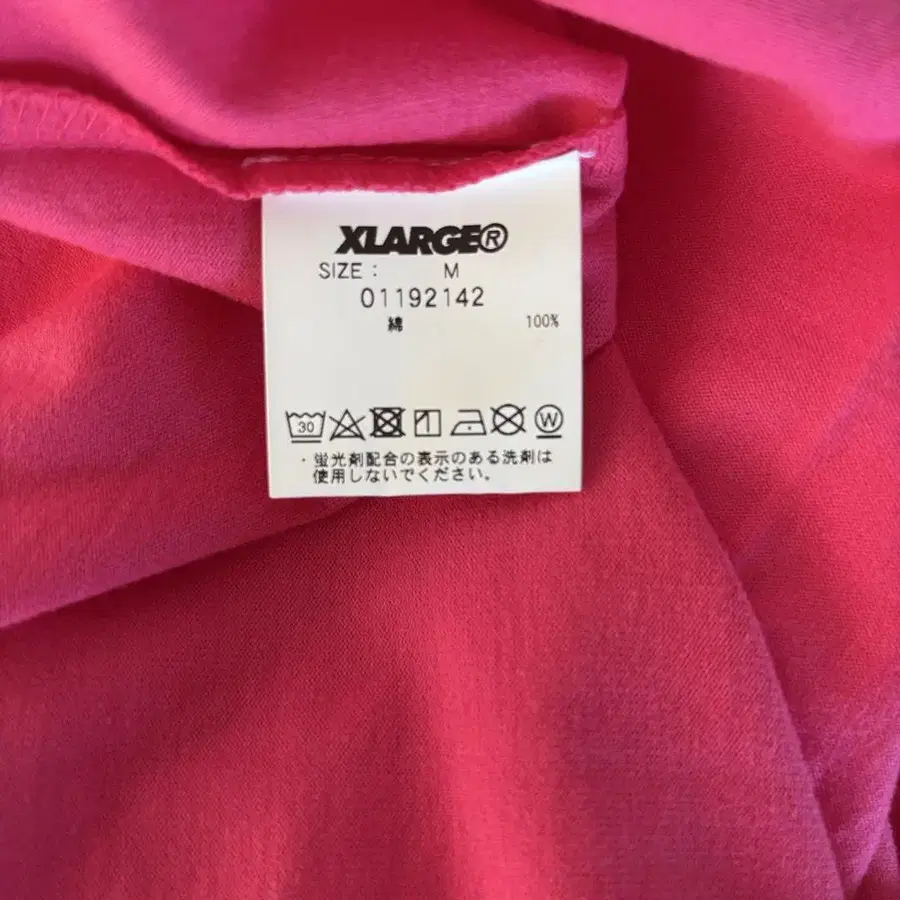 XLARGE®
SIZE : M
01192142
綿 100%
30 W
・蛍光剤配合の表示のある洗剤は
使用しないでください。